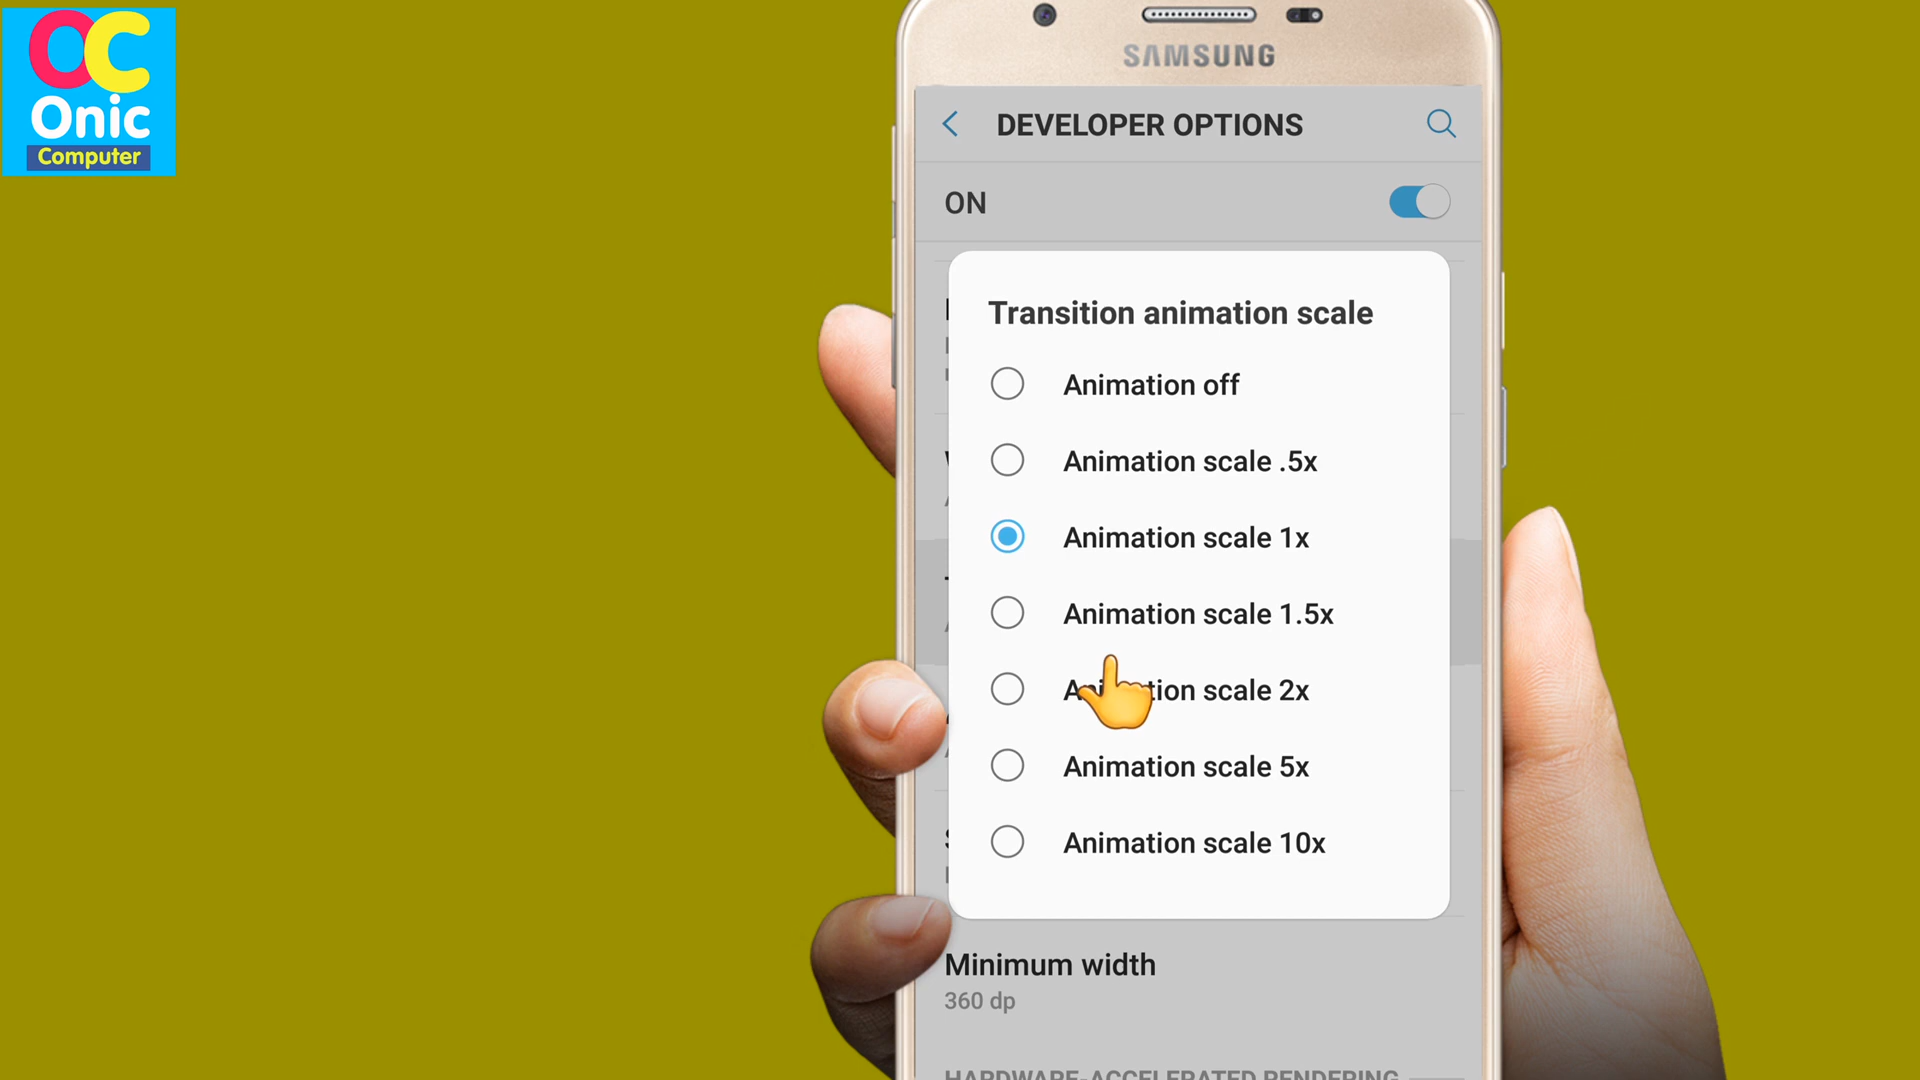 OC
Onic
Computer
SAMSUNG
DEVELOPER OPTIONS
ON
Transition animation scale
Animation off
Animation scale .5x
Animation scale 1x
Animation scale 1.5x
Animation scale 2x
Animation scale 5x
Animation scale 10x
Minimum width
360 dp
HARDWARE-ACCELERATED RENDERING